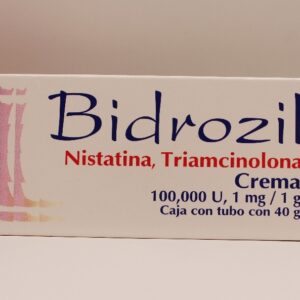 Bidrozil
Nistatina, Triamcinolona
Crema
100,000 U, 1 mg / 1 g
Caja con tubo con 40 g